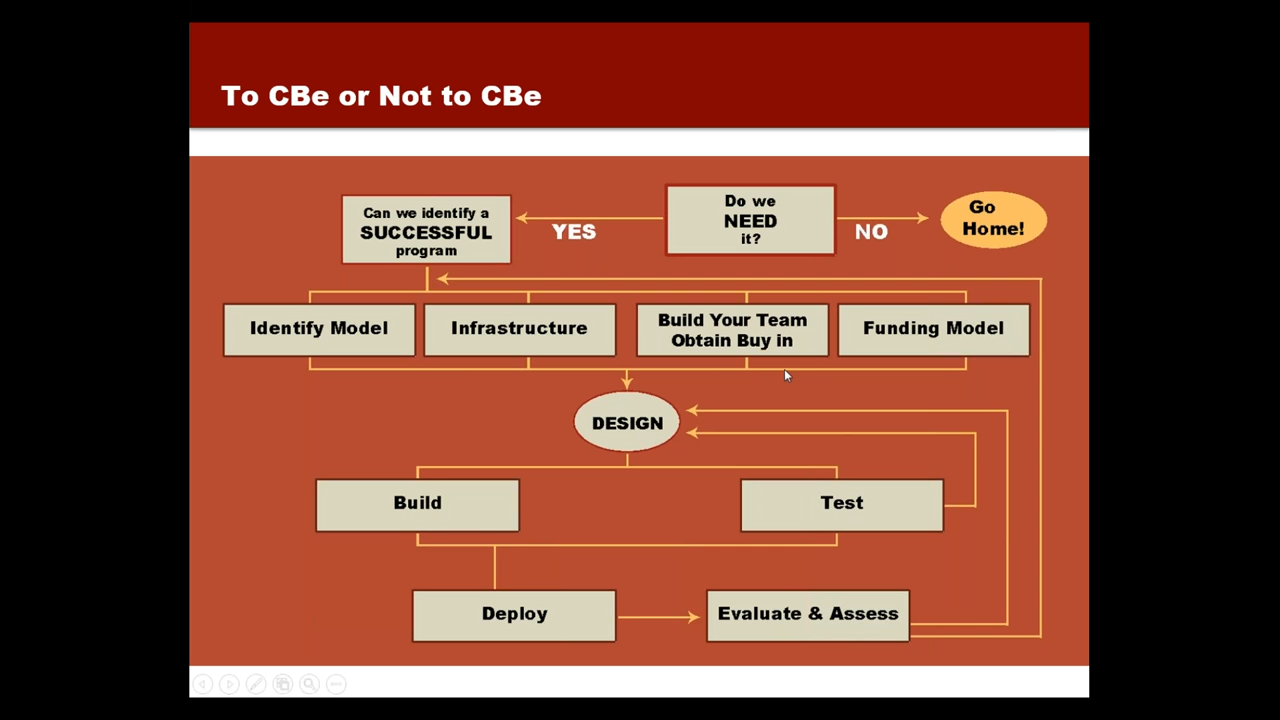 To CBe or Not to CBe
Can we identify a
SUCCESSFUL
program
YES
Do we
NEED
it?
NO
Go
Home!
Identify Model
Infrastructure
Build Your Team
Obtain Buy in
Funding Model
DESIGN
Build
Test
Deploy
Evaluate & Assess